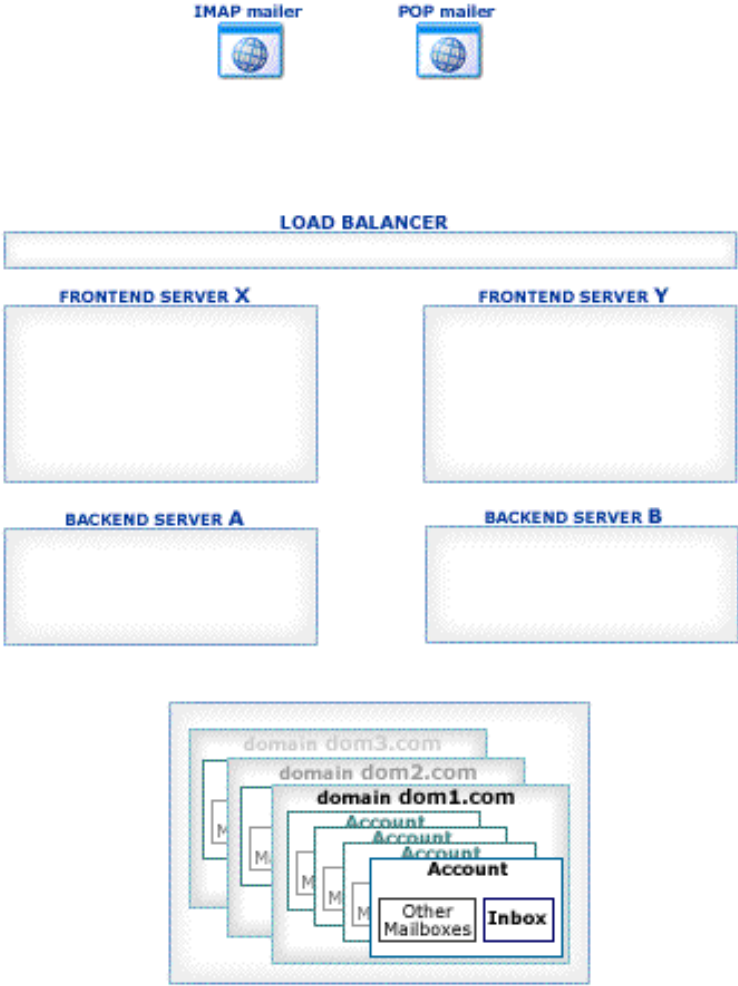 IMAP mailer
POP mailer
LOAD BALANCER
FRONTEND SERVER X
FRONTEND SERVER Y
BACKEND SERVER A
BACKEND SERVER B
domain dom3.com
domain dom2.com
domain dom1.com
Account
Account
Account
Account
M
M
M
M
M
Other
Mailboxes
Inbox